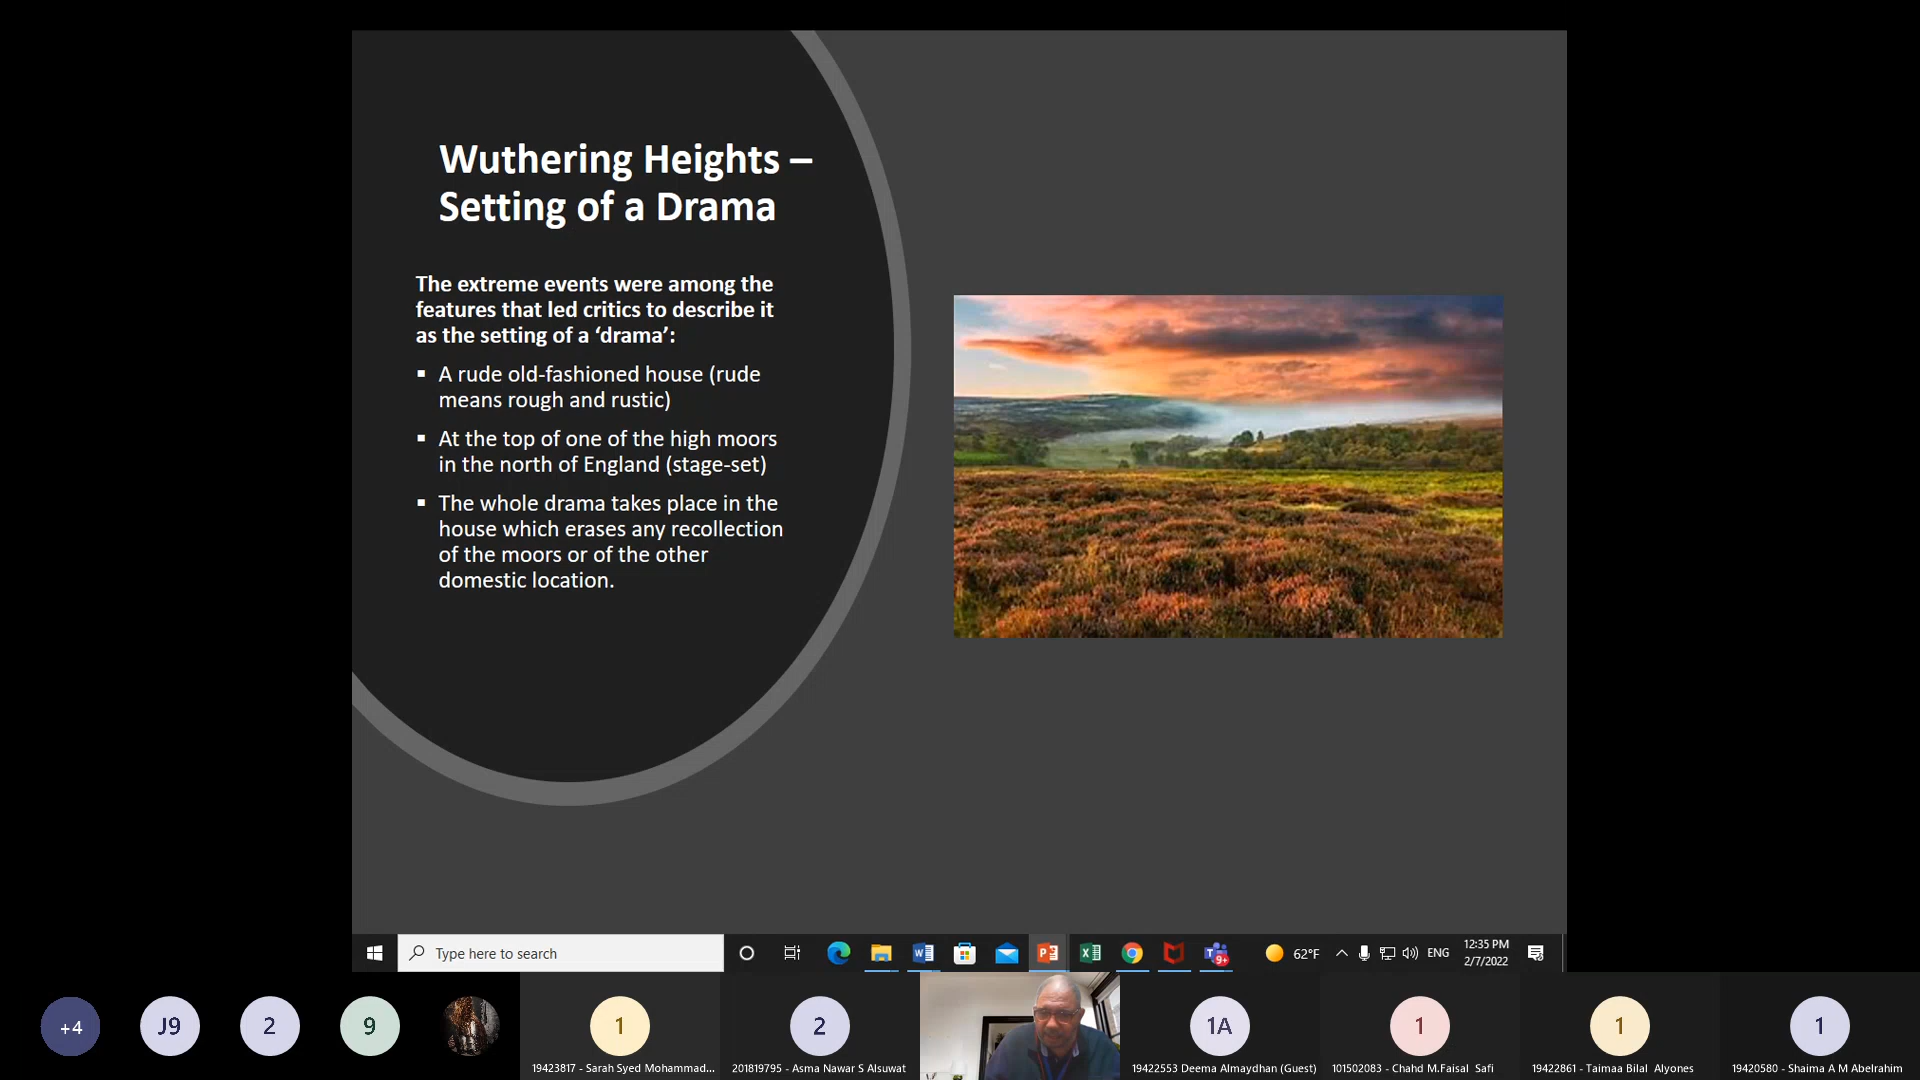 Wuthering Heights –
Setting of a Drama
The extreme events were among the
features that led critics to describe it
as the setting of a ‘drama’:
▪ A rude old-fashioned house (rude
means rough and rustic)
▪ At the top of one of the high moors
in the north of England (stage-set)
▪ The whole drama takes place in the
house which erases any recollection
of the moors or of the other
domestic location.
Type here to search
9+
62°F
ENG
12:35 PM
2/7/2022
+4
J9
2
9
1
19423817 - Sarah Syed Mohammad...
2
201819795 - Asma Nawar S Alsuwat
1A
19422553 Deema Almaydhan (Guest)
1
101502083 - Chahd M.Faisal Safi
1
19422861 - Taimaa Bilal Alyones
1
19420580 - Shaima A M Abelrahim